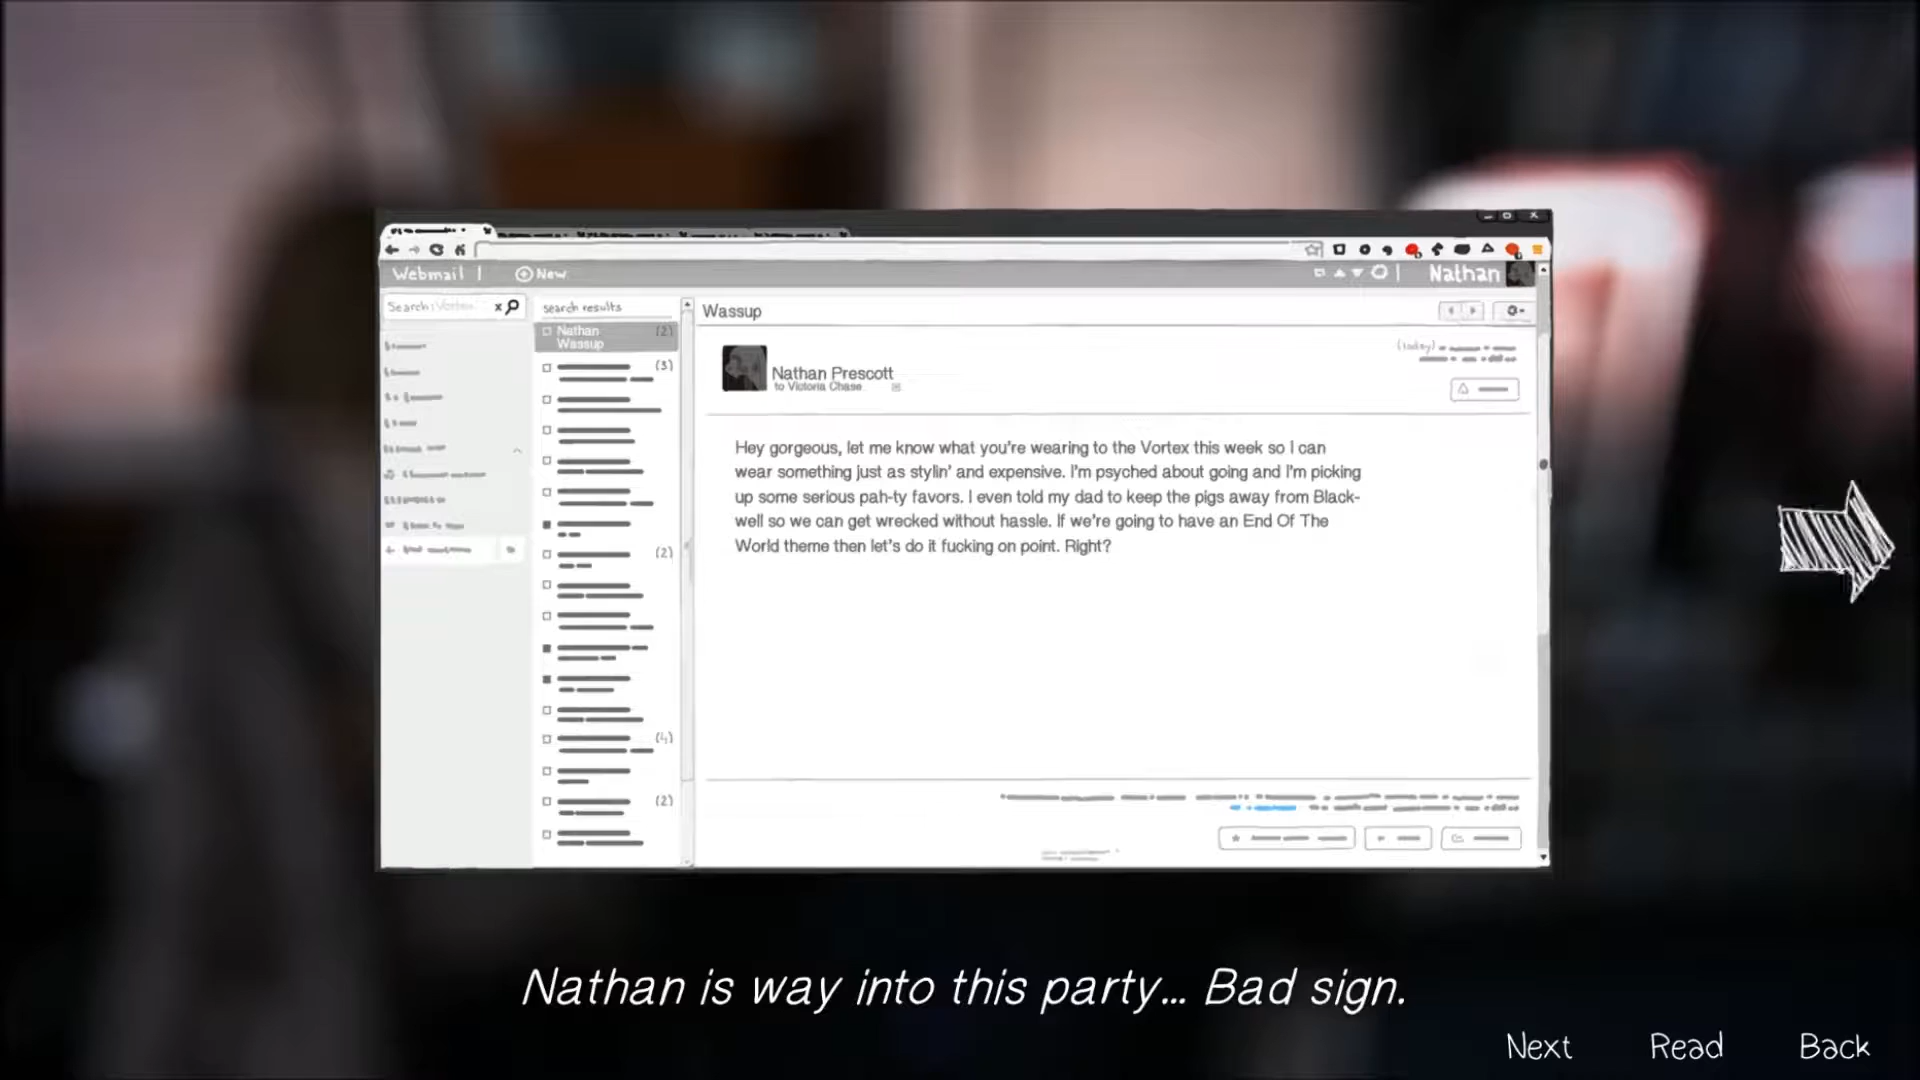 Webmail | New
Nathan
Search: Vortex x
search results
Nathan (2)
Wassup
(3)
(2)
(4)
(2)
Wassup
(today)
Nathan Prescott
to Victoria Chase
Hey gorgeous, let me know what you're wearing to the Vortex this week so I can
wear something just as stylin' and expensive. I'm psyched about going and I'm picking
up some serious pah-ty favors. I even told my dad to keep the pigs away from Black-
well so we can get wrecked without hassle. If we're going to have an End Of The
World theme then let's do it fucking on point. Right?
Nathan is way into this party... Bad sign.
Next Read Back